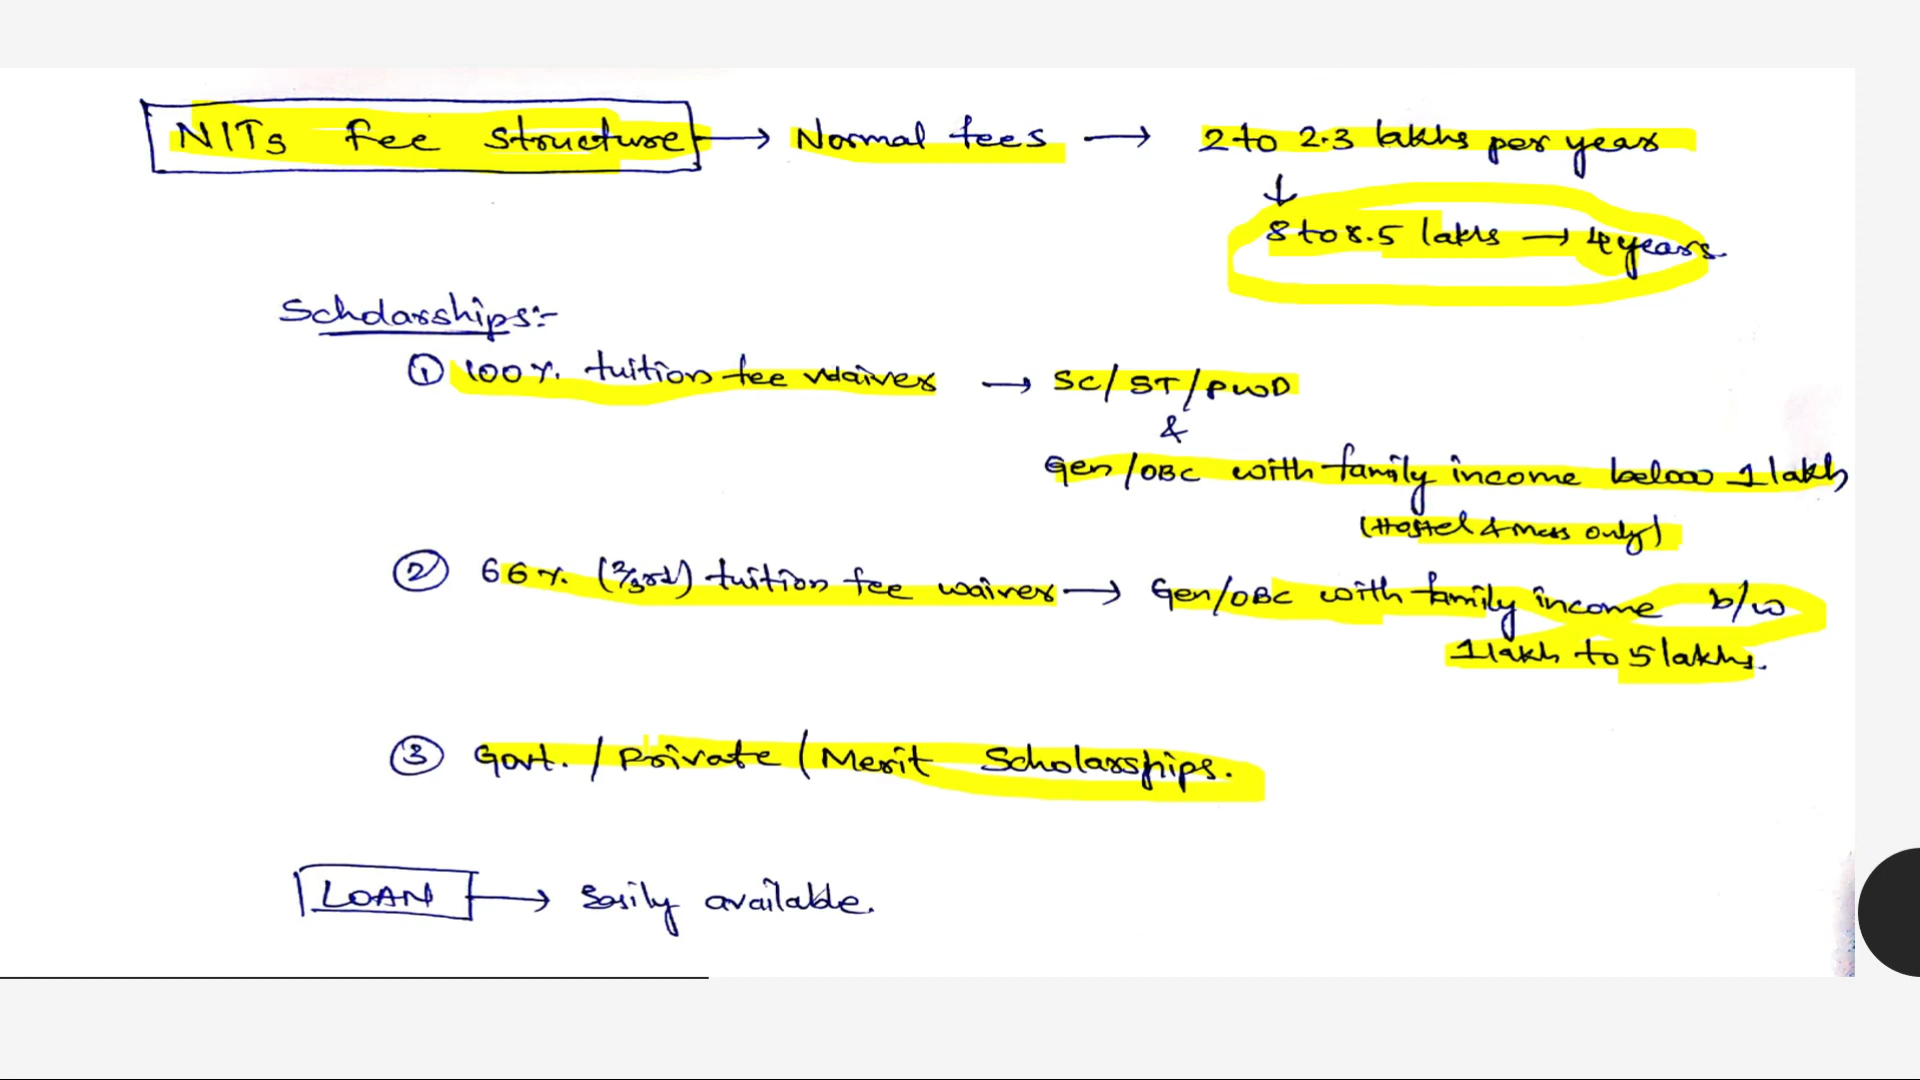 NITs Fee Structure → Normal fees → 2 to 2.3 lakhs per year
↓
8 to 8.5 laks → 4 years.
Scholarships:-
① 100%. tuition fee waiver → SC/ST/PwD
&
Gen/OBC with family income below 1 lakh
(Hostel & mess only)
② 66%. (2/3rd) tuition fee waiver → Gen/OBC with family income b/w
1 lakh to 5 lakhs.
③ Govt. / Private / Merit Scholarships.
LOAN → Easily available.